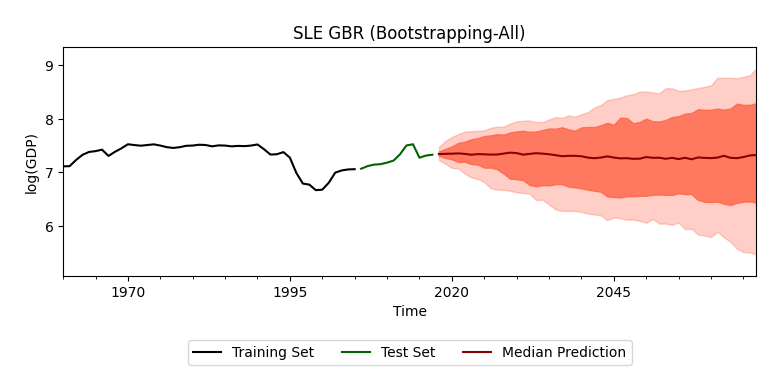 SLE GBR (Bootstrapping-All)
log(GDP)
9
8
7
6
1970 1995 2020 2045
Time
Training Set Test Set Median Prediction